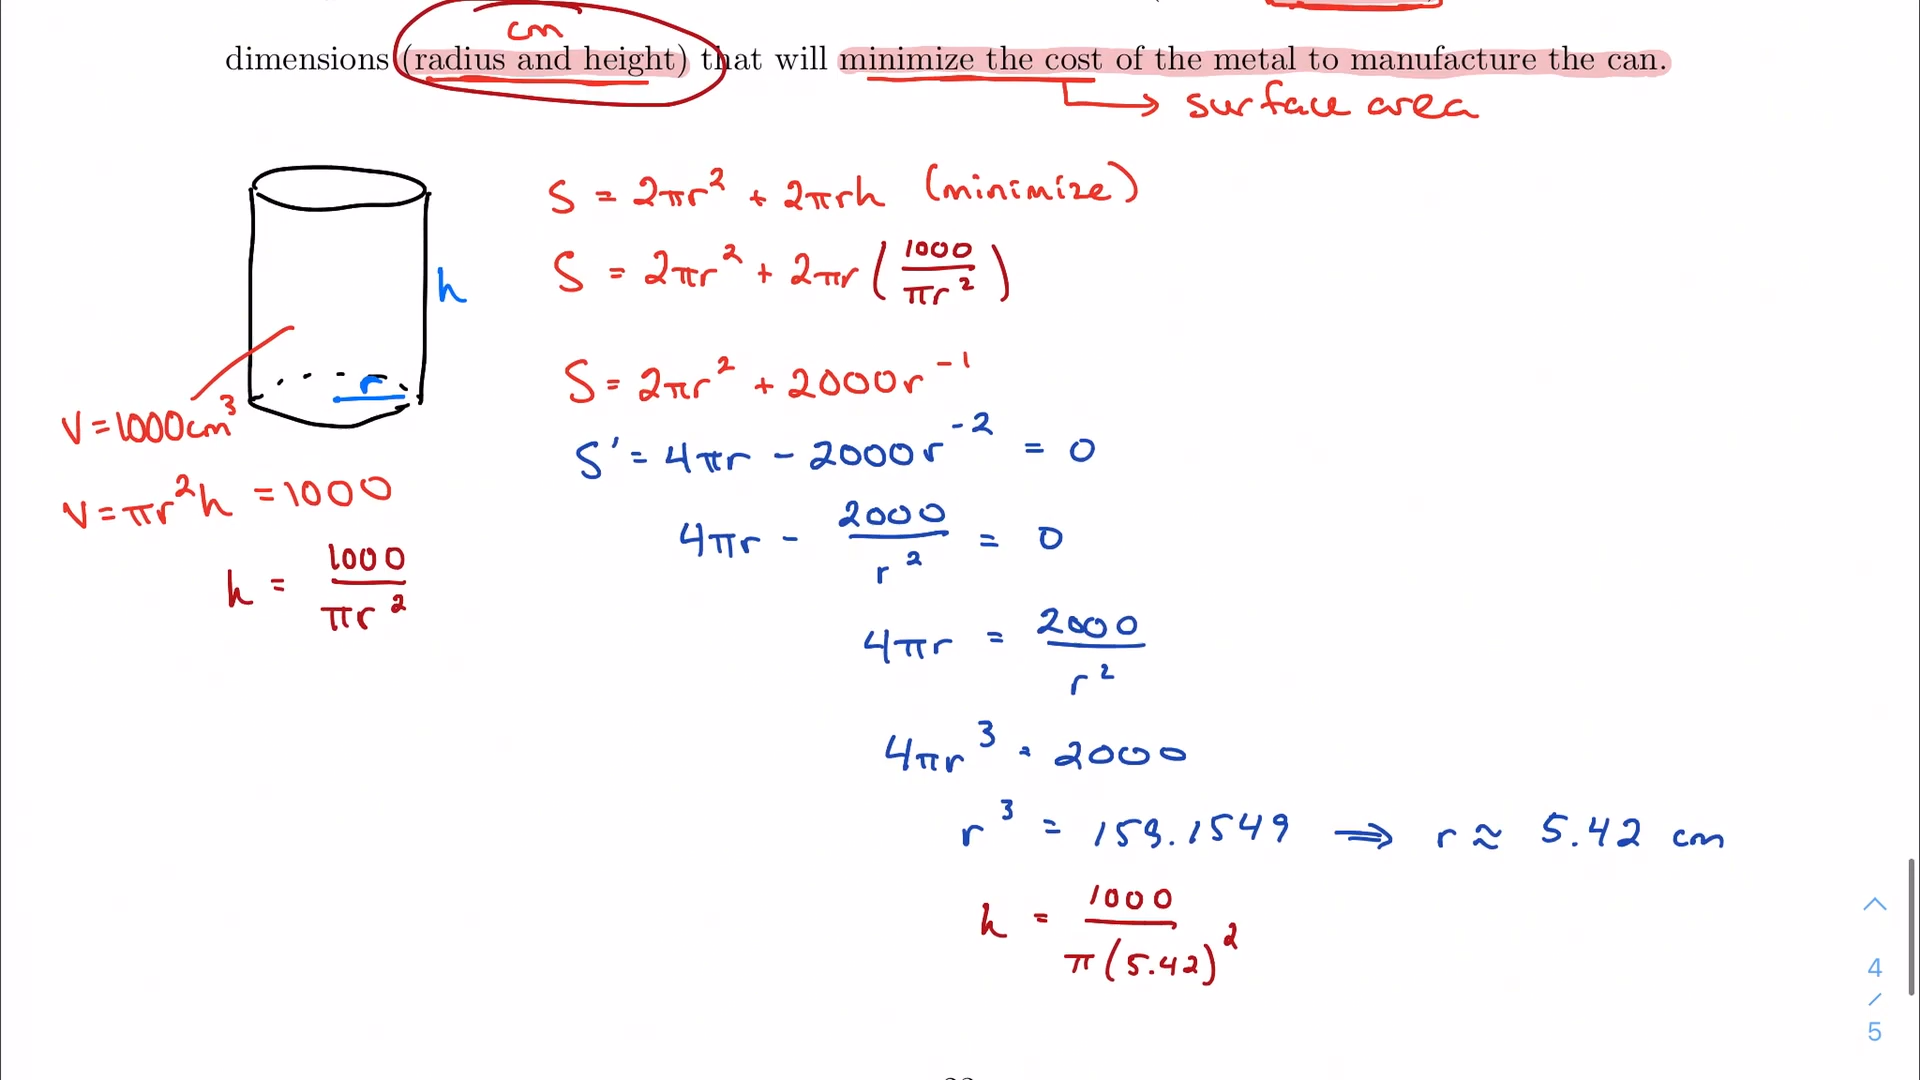 cm
dimensions (radius and height) that will minimize the cost of the metal to manufacture the can.
→ surface area
S = 2πr² + 2πrh (minimize)
S = 2πr² + 2πr (1000/πr²)
h
r
S = 2πr² + 2000r⁻¹
V = 1000cm³
S' = 4πr - 2000r⁻² = 0
V = πr²h = 1000
4πr - 2000/r² = 0
h = 1000/πr²
4πr = 2000/r²
4πr³ = 2000
r³ = 159.1549 ⇒ r ≈ 5.42 cm
h = 1000/π(5.42)²
4
/
5